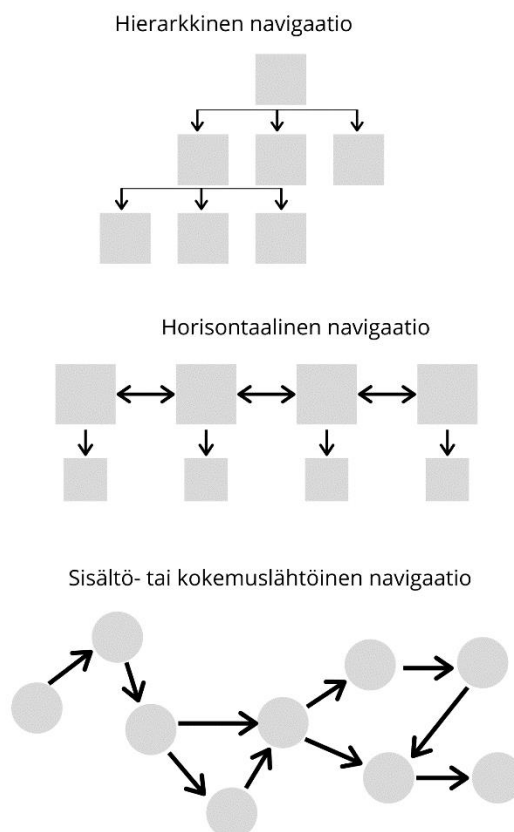 Hierarkkinen navigaatio
Horisontaalinen navigaatio
Sisältö- tai kokemuslähtöinen navigaatio